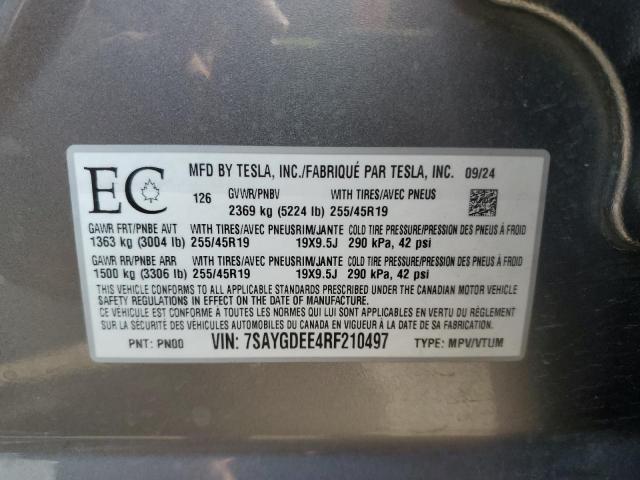 EC MFD BY TESLA, INC./FABRIQUÉ PAR TESLA, INC. 09/24
126 GVWR/PNBV WITH TIRES/AVEC PNEUS
2369 kg (5224 lb) 255/45R19
GAWR FRT/PNBE AVT WITH TIRES/AVEC PNEUS RIM/JANTE COLD TIRE PRESSURE/PRESSION DES PNEUS À FROID
1363 kg (3004 lb) 255/45R19 19X9.5J 290 kPa, 42 psi
GAWR RR/PNBE ARR WITH TIRES/AVEC PNEUS RIM/JANTE COLD TIRE PRESSURE/PRESSION DES PNEUS À FROID
1500 kg (3306 lb) 255/45R19 19X9.5J 290 kPa, 42 psi
THIS VEHICLE CONFORMS TO ALL APPLICABLE STANDARDS PRESCRIBED UNDER THE CANADIAN MOTOR VEHICLE
SAFETY REGULATIONS IN EFFECT ON THE DATE OF MANUFACTURE.
CE VÉHICULE EST CONFORME À TOUTES LES NORMES QUI LUI SONT APPLICABLES EN VERTU DU RÈGLEMENT
SUR LA SÉCURITÉ DES VÉHICULES AUTOMOBILES DU CANADA EN VIGUEUR À LA DATE DE SA FABRICATION.
PNT: PN00 VIN: 7SAYGDEE4RF210497 TYPE: MPV/VTUM